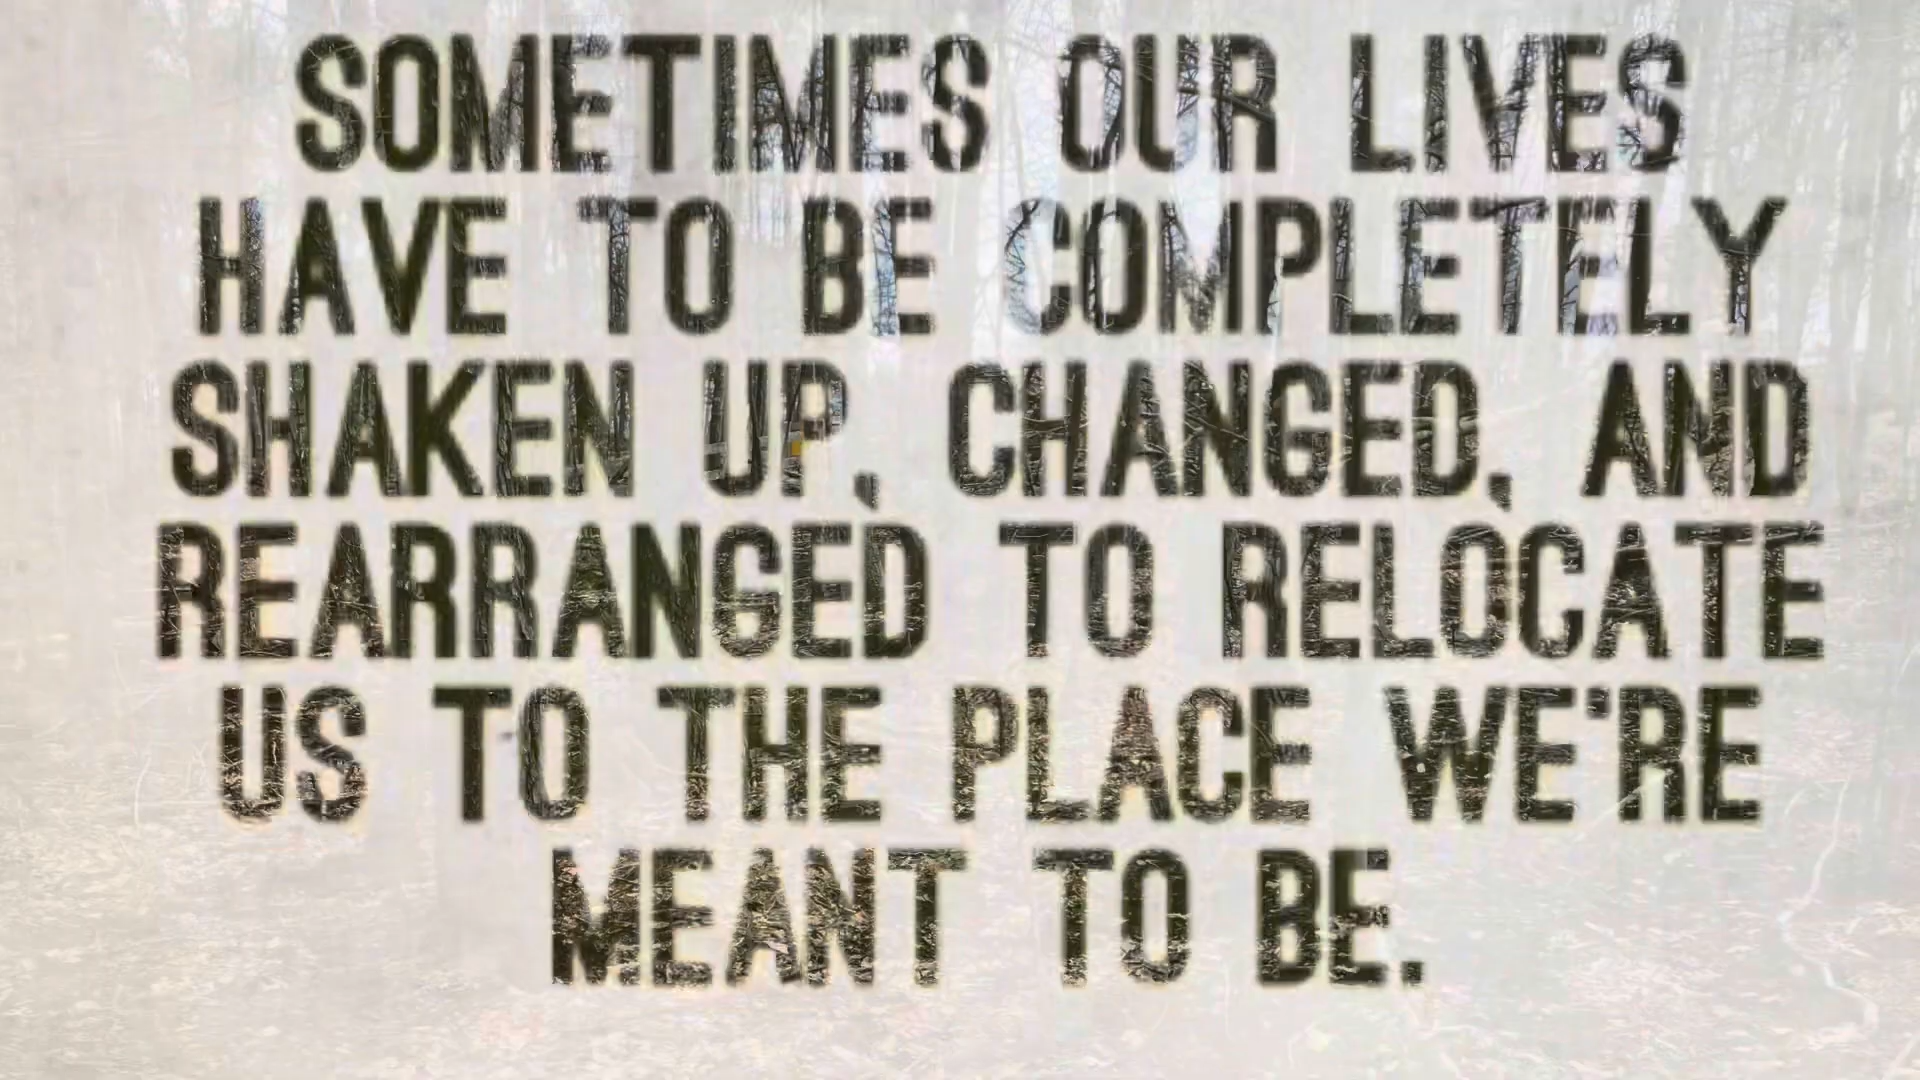 SOMETIMES OUR LIVES
HAVE TO BE COMPLETELY
SHAKEN UP, CHANGED, AND
REARRANGED TO RELOCATE
US TO THE PLACE WE'RE
MEANT TO BE.